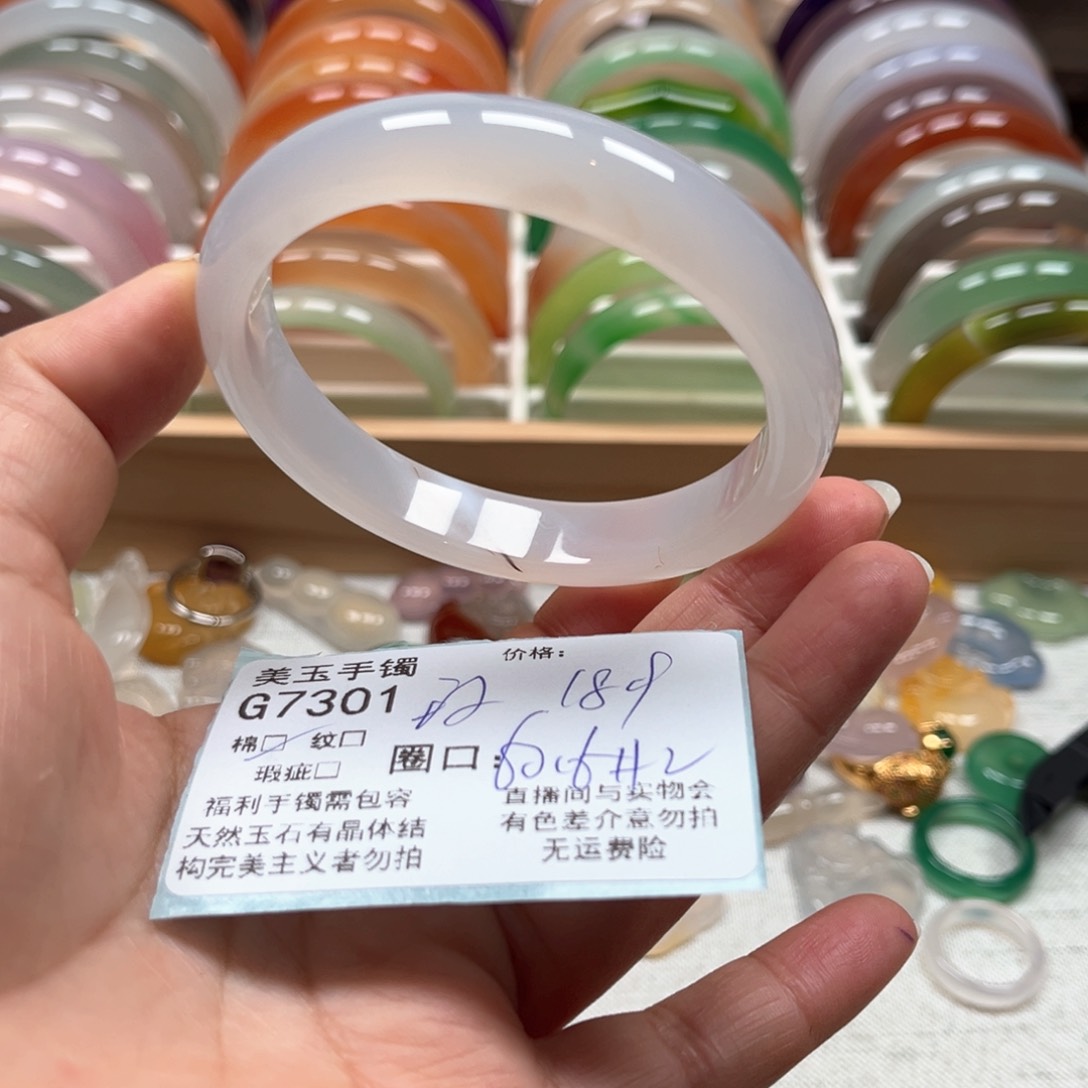 美玉手镯
价格: 189
G7301
棉□ 纹□
圈口:
瑕疵□
福利手镯需包容
天然玉石有晶体结
构完美主义者勿拍
直播间与实物会
有色差介意勿拍
无运费险